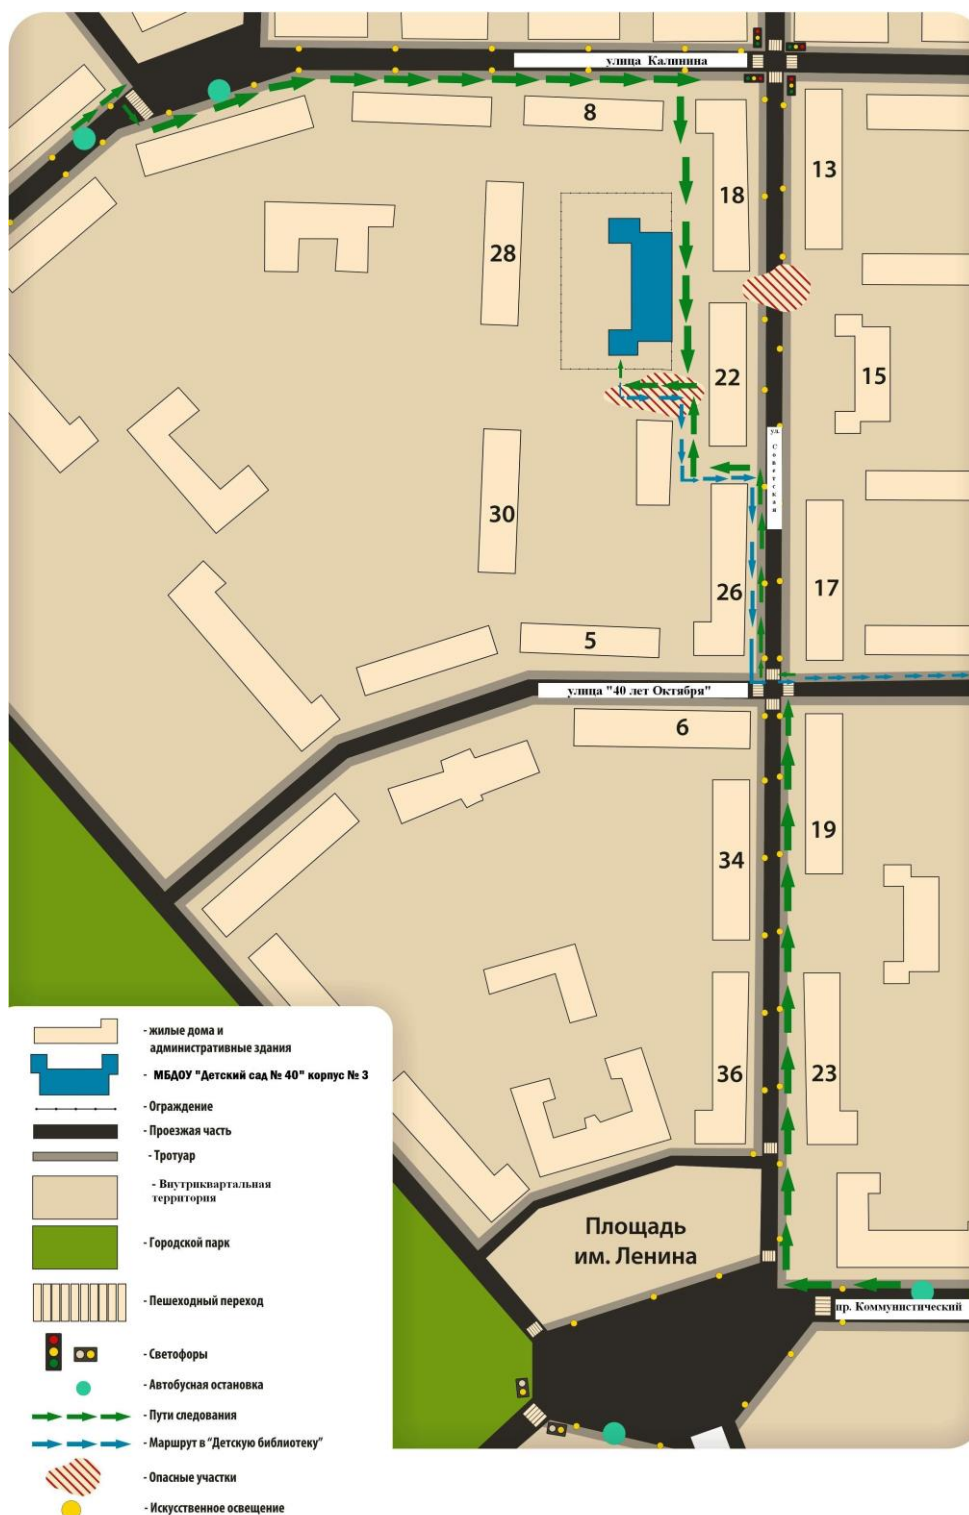 улица Калинина
8
13
18
28
22
15
ул. Советская
30
26
17
5
улица "40 лет Октября"
6
34
19
36
23
Площадь
им. Ленина
пр. Коммунистический
- жилые дома и
административные здания
- МБДОУ "Детский сад № 40" корпус № 3
- Ограждение
- Проезжая часть
- Тротуар
- Внутриквартальная
территория
- Городской парк
- Пешеходный переход
- Светофоры
- Автобусная остановка
- Пути следования
- Маршрут в "Детскую библиотеку"
- Опасные участки
- Искусственное освещение